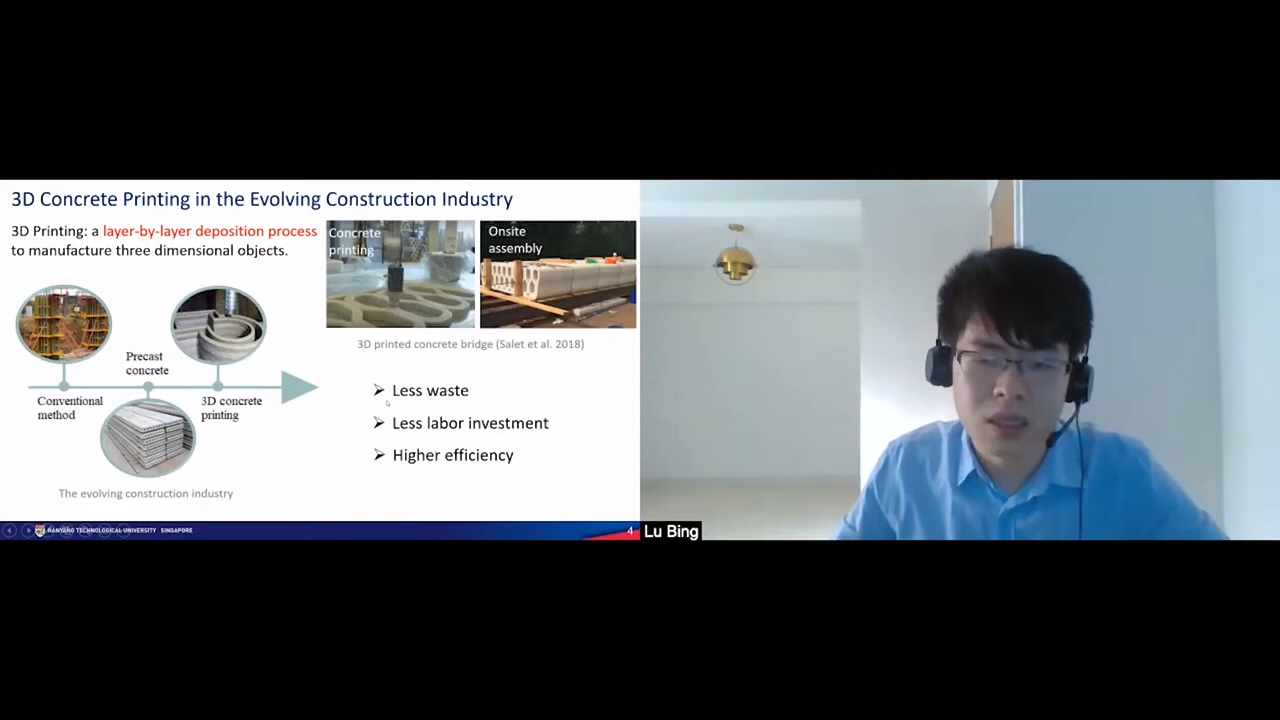 3D Concrete Printing in the Evolving Construction Industry
3D Printing: a layer-by-layer deposition process
to manufacture three dimensional objects.
Concrete
printing
Onsite
assembly
3D printed concrete bridge (Salet et al. 2018)
Precast
concrete
Conventional
method
3D concrete
printing
The evolving construction industry
Less waste
Less labor investment
Higher efficiency
NANYANG TECHNOLOGICAL UNIVERSITY · SINGAPORE
4
Lu Bing